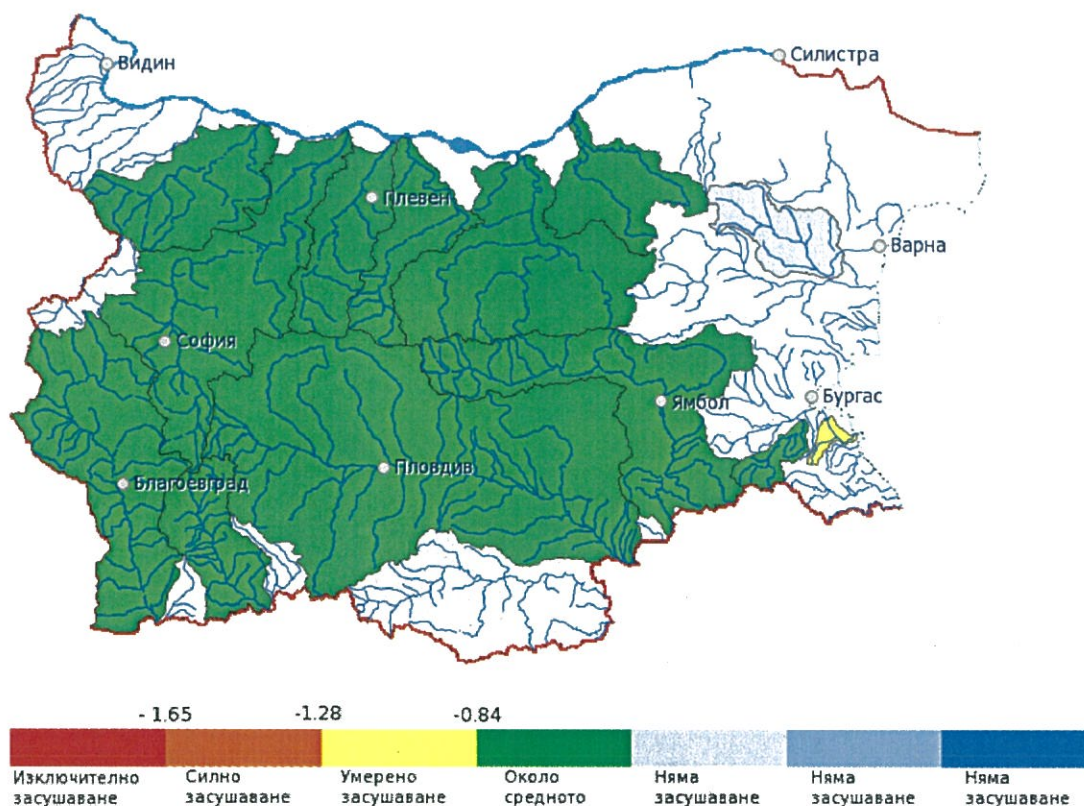 Видин
Силистра
Плевен
Варна
София
Ямбол
Бургас
Пловдив
Благоевград
- 1.65 -1.28 -0.84
Изключително Силно Умерено Около Няма Няма Няма
засушаване засушаване засушаване средното засушаване засушаване засушаване